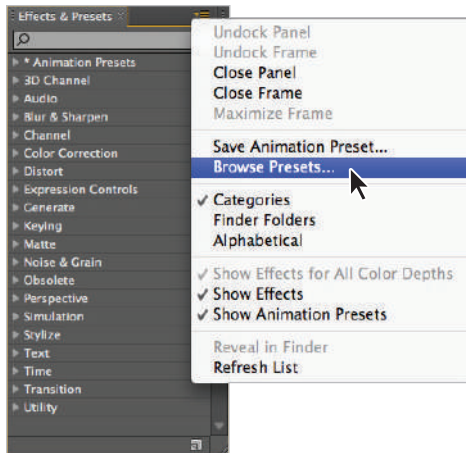 Effects & Presets
* Animation Presets
3D Channel
Audio
Blur & Sharpen
Channel
Color Correction
Distort
Expression Controls
Generate
Keying
Matte
Noise & Grain
Obsolete
Perspective
Simulation
Stylize
Text
Time
Transition
Utility
Undock Panel
Undock Frame
Close Panel
Close Frame
Maximize Frame
Save Animation Preset...
Browse Presets...
Categories
Finder Folders
Alphabetical
Show Effects for All Color Depths
Show Effects
Show Animation Presets
Reveal in Finder
Refresh List